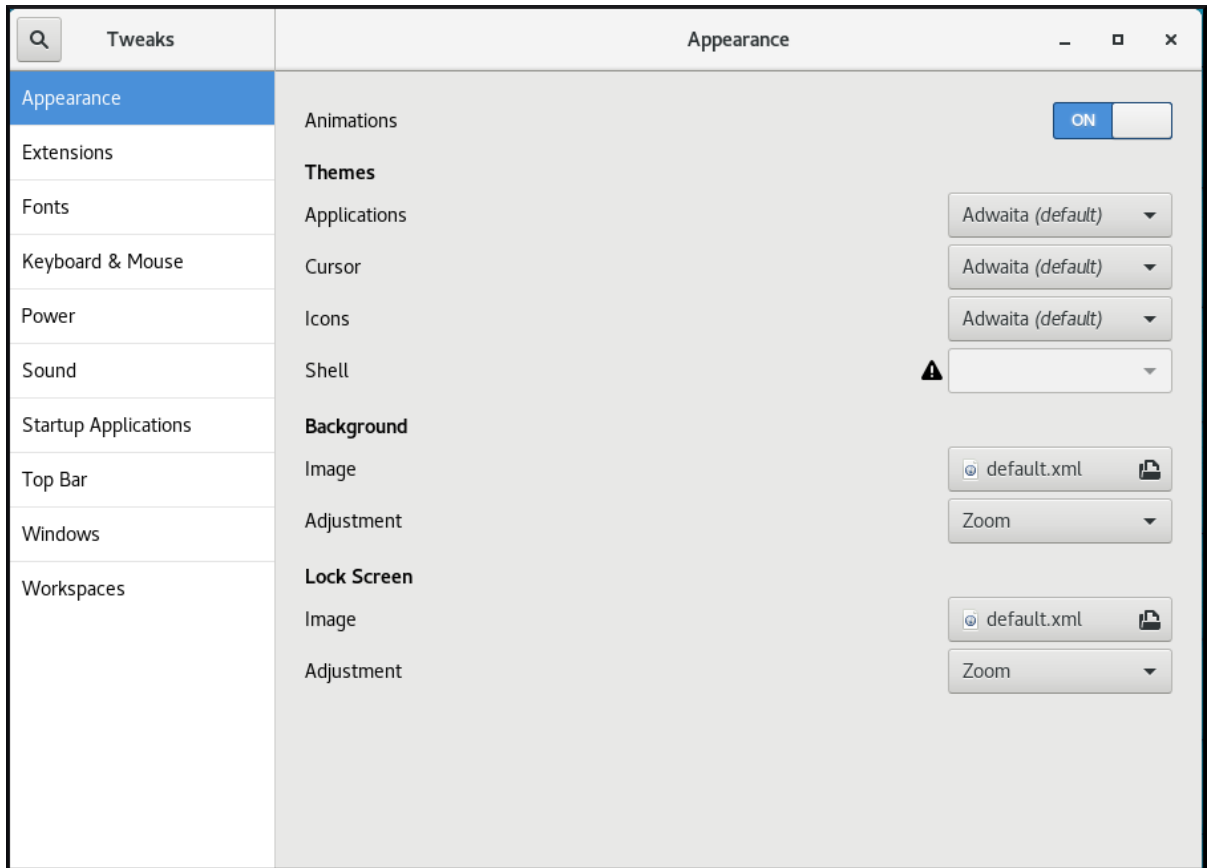 Tweaks
Appearance
Appearance
Extensions
Fonts
Keyboard & Mouse
Power
Sound
Startup Applications
Top Bar
Windows
Workspaces
Animations ON
Themes
Applications Adwaita (default)
Cursor Adwaita (default)
Icons Adwaita (default)
Shell
Background
Image default.xml
Adjustment Zoom
Lock Screen
Image default.xml
Adjustment Zoom